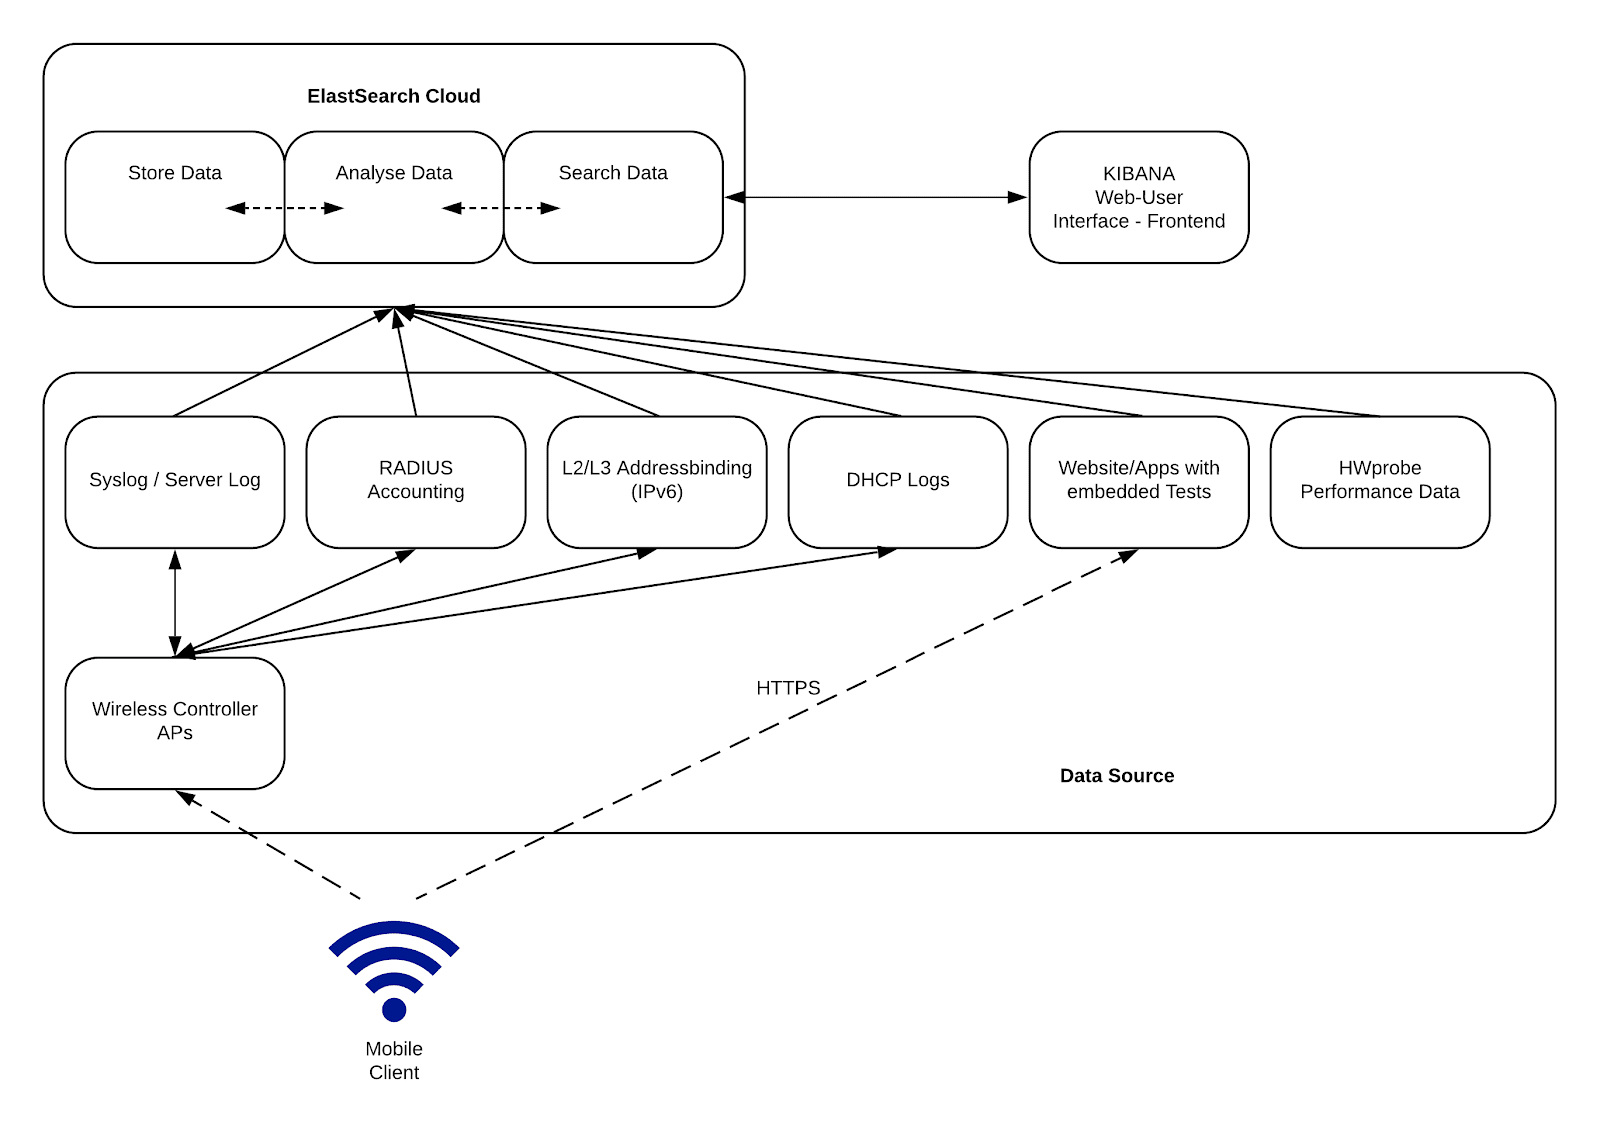 ElastSearch Cloud
Store Data
Analyse Data
Search Data
KIBANA
Web-User
Interface - Frontend
Syslog / Server Log
RADIUS
Accounting
L2/L3 Addressbinding
(IPv6)
DHCP Logs
Website/Apps with
embedded Tests
HWprobe
Performance Data
Wireless Controller
APs
HTTPS
Data Source
Mobile
Client